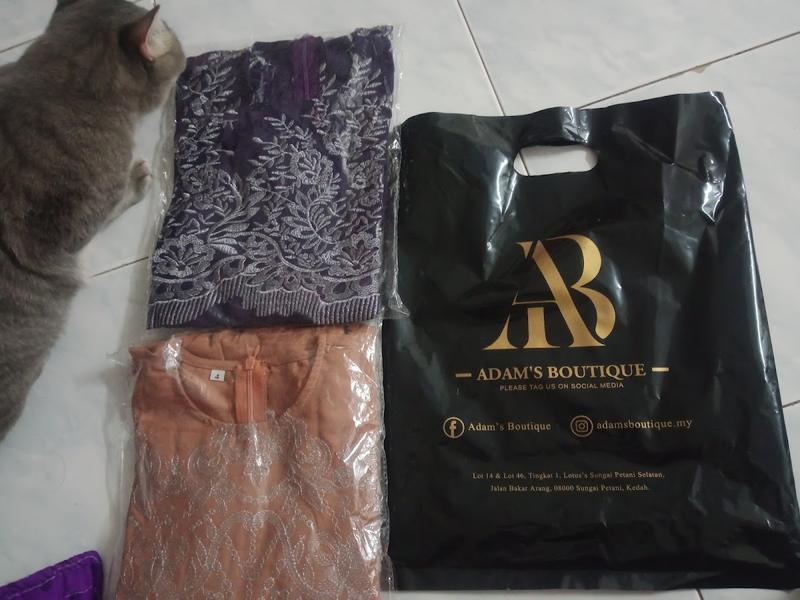 AB
ADAM'S BOUTIQUE
PLEASE TAG US ON SOCIAL MEDIA
Adam's Boutique
adamsboutique.my
Lot 14 & Lot 46, Tingkat 1, Lotus's Sungai Petani Selatan,
Jalan Bakar Arang, 08000 Sungai Petani, Kedah.
4